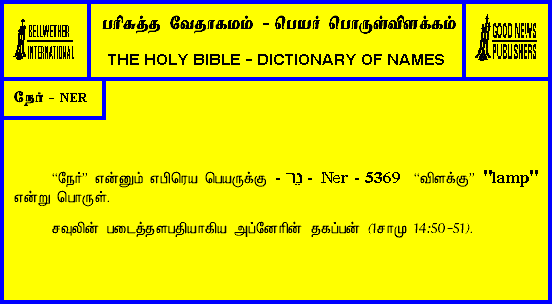 BELLWETHER
INTERNATIONAL
பரிசுத்த வேதாகமம் - பெயர் பொருள்விளக்கம்
THE HOLY BIBLE - DICTIONARY OF NAMES
GOOD NEWS
PUBLISHERS
நேர் - NER
“நேர்” என்னும் எபிரெய பெயருக்கு - נֵר - Ner - 5369 “விளக்கு” "lamp"
என்று பொருள்.
சவுலின் படைத்தளபதியாகிய அப்னேரின் தகப்பன் (1சாமு 14:50-51).